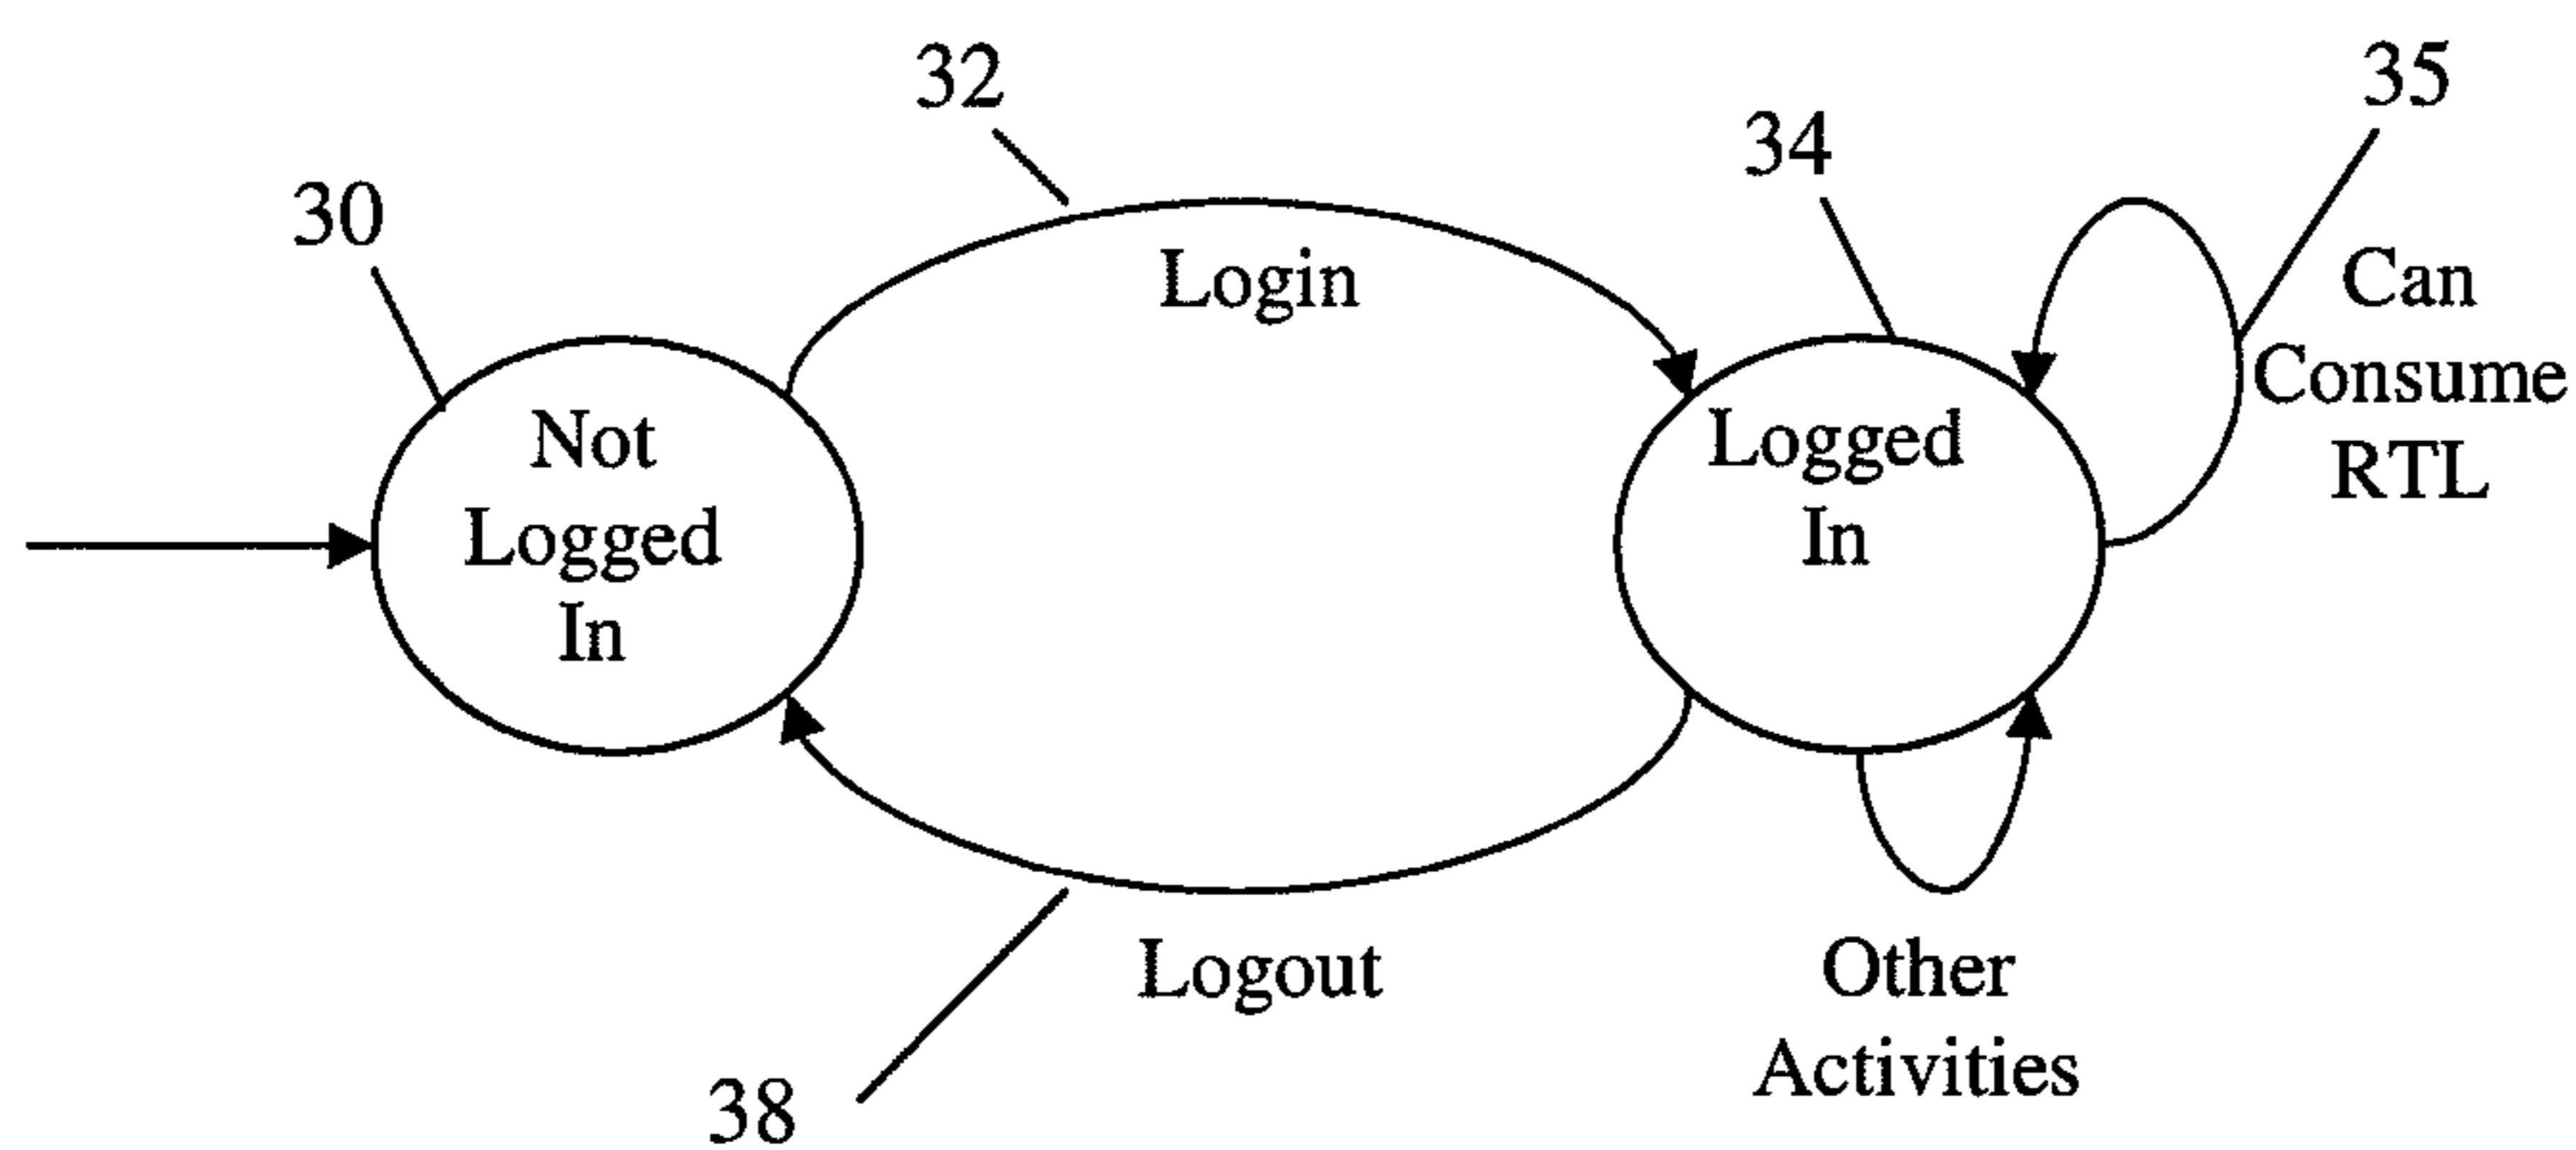 32
35
34
30
Login
Can
Consume
RTL
Not
Logged
In
Logged
In
Logout
Other
Activities
38